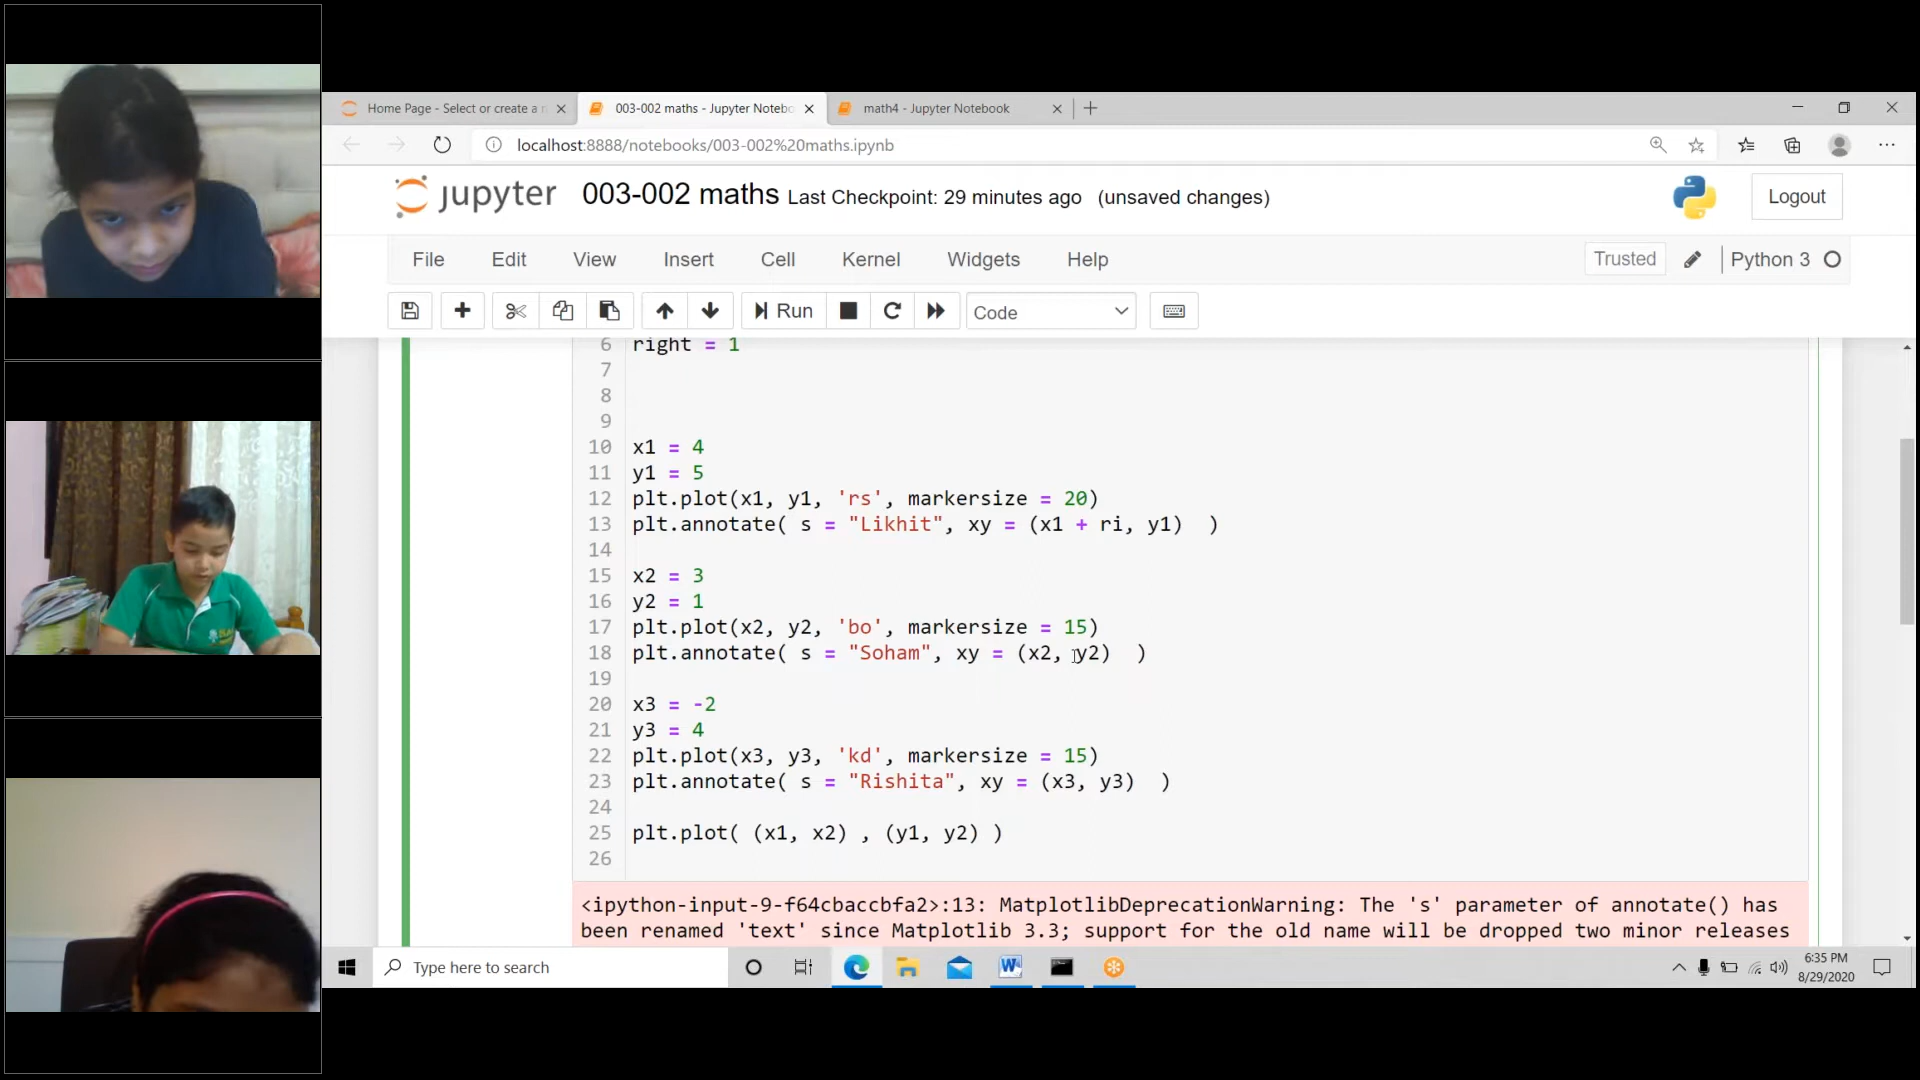 Home Page - Select or create a n
003-002 maths - Jupyter Notebo
math4 - Jupyter Notebook
localhost:8888/notebooks/003-002%20maths.ipynb
jupyter 003-002 maths Last Checkpoint: 29 minutes ago (unsaved changes)
Logout
File Edit View Insert Cell Kernel Widgets Help
Trusted Python 3
Run Code
6 right = 1
7
8
9
10 x1 = 4
11 y1 = 5
12 plt.plot(x1, y1, 'rs', markersize = 20)
13 plt.annotate( s = "Likhit", xy = (x1 + ri, y1)  )
14
15 x2 = 3
16 y2 = 1
17 plt.plot(x2, y2, 'bo', markersize = 15)
18 plt.annotate( s = "Soham", xy = (x2, y2)  )
19
20 x3 = -2
21 y3 = 4
22 plt.plot(x3, y3, 'kd', markersize = 15)
23 plt.annotate( s = "Rishita", xy = (x3, y3)  )
24
25 plt.plot( (x1, x2) , (y1, y2) )
26
<ipython-input-9-f64cbaccbfa2>:13: MatplotlibDeprecationWarning: The 's' parameter of annotate() has
been renamed 'text' since Matplotlib 3.3; support for the old name will be dropped two minor releases
Type here to search
6:35 PM
8/29/2020